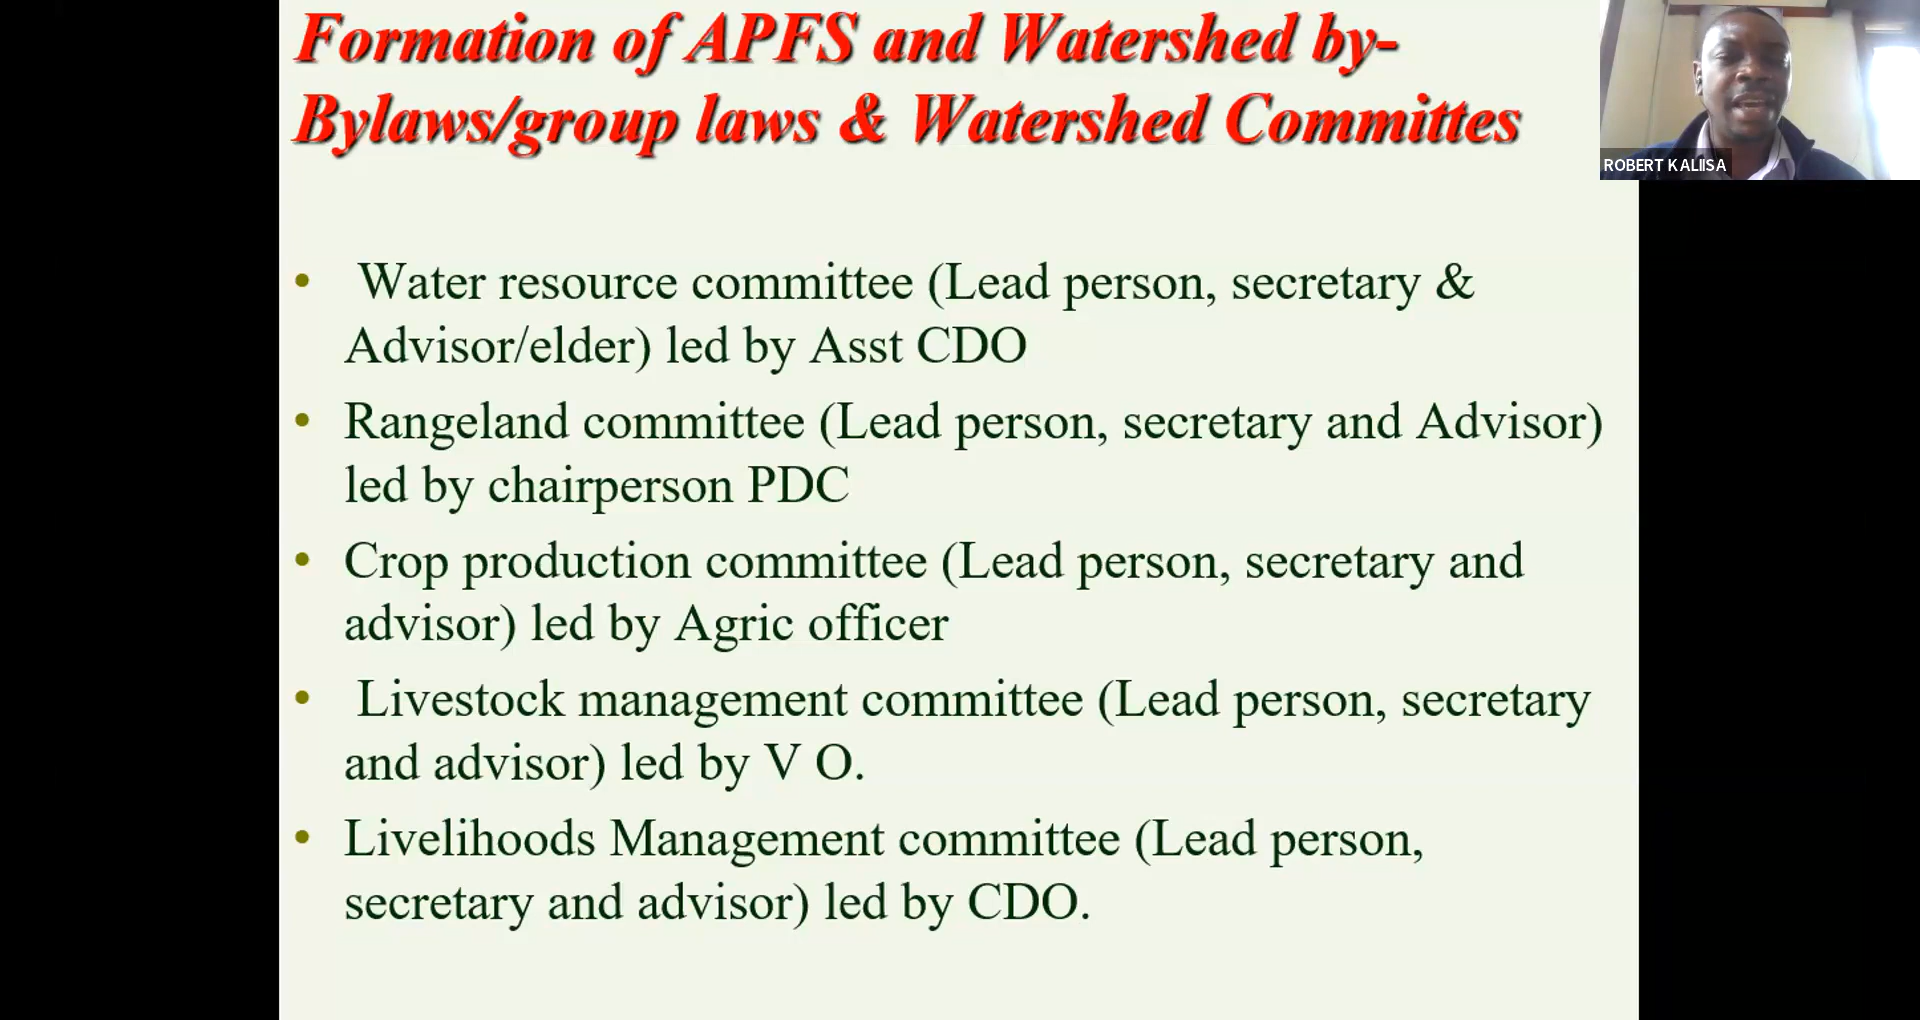 Formation of APFS and Watershed by-
Bylaws/group laws & Watershed Committes
ROBERT KALIISA
• Water resource committee (Lead person, secretary &
Advisor/elder) led by Asst CDO
• Rangeland committee (Lead person, secretary and Advisor)
led by chairperson PDC
• Crop production committee (Lead person, secretary and
advisor) led by Agric officer
• Livestock management committee (Lead person, secretary
and advisor) led by V O.
• Livelihoods Management committee (Lead person,
secretary and advisor) led by CDO.